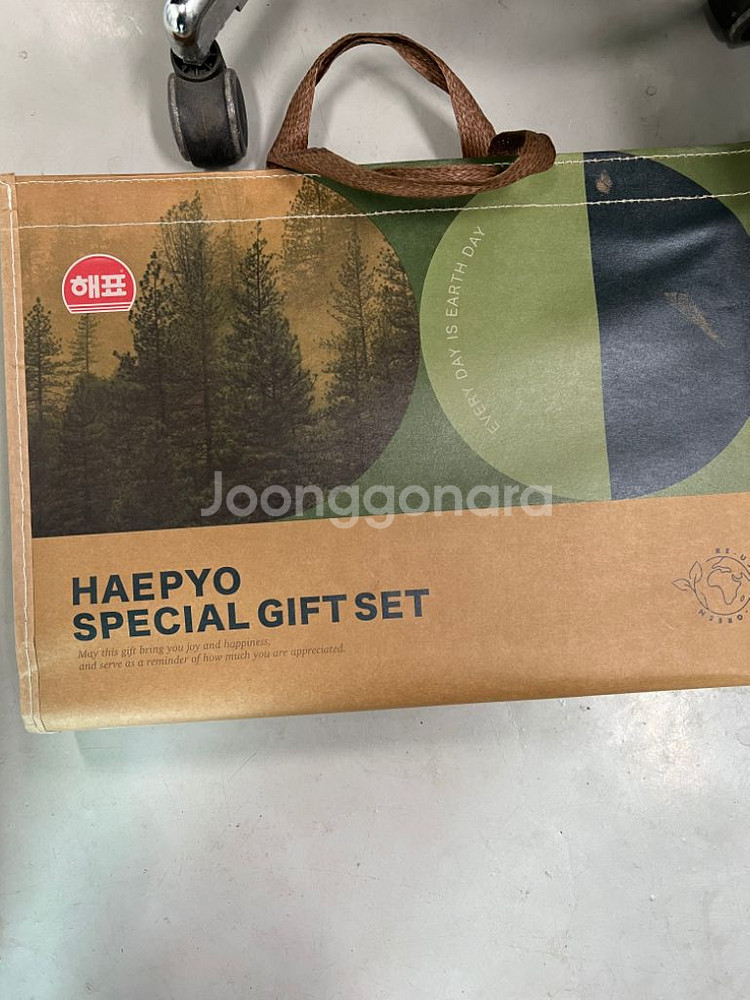 해표
EVERY DAY IS EARTH DAY
Joonggonara
HAEPYO
SPECIAL GIFT SET
May this gift bring you joy and happiness,
and serve as a reminder of how much you are appreciated.